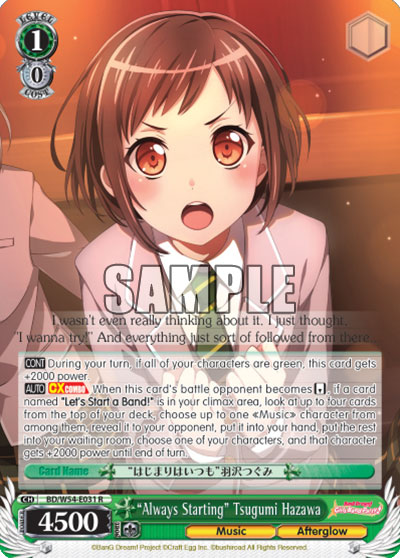 LEVEL
1
0
COST
SAMPLE
I wasn't even really thinking about it. I just thought,
"I wanna try!" And everything just sort of followed from there...
CONT During your turn, if all of your characters are green, this card gets
+2000 power.
AUTO CX COMBO When this card's battle opponent becomes [ ], if a card
named "Let's Start a Band!" is in your climax area, look at up to four cards
from the top of your deck, choose up to one «Music» character from
among them, reveal it to your opponent, put it into your hand, put the rest
into your waiting room, choose one of your characters, and that character
gets +2000 power until end of turn.
Card Name
"はじまりはいつも"羽沢つぐみ
CH BD/W54-E031 R
POWER
4500
"Always Starting" Tsugumi Hazawa
Music
Afterglow
©BanG Dream! Project ©Craft Egg Inc. ©bushiroad All Rights Reserved.